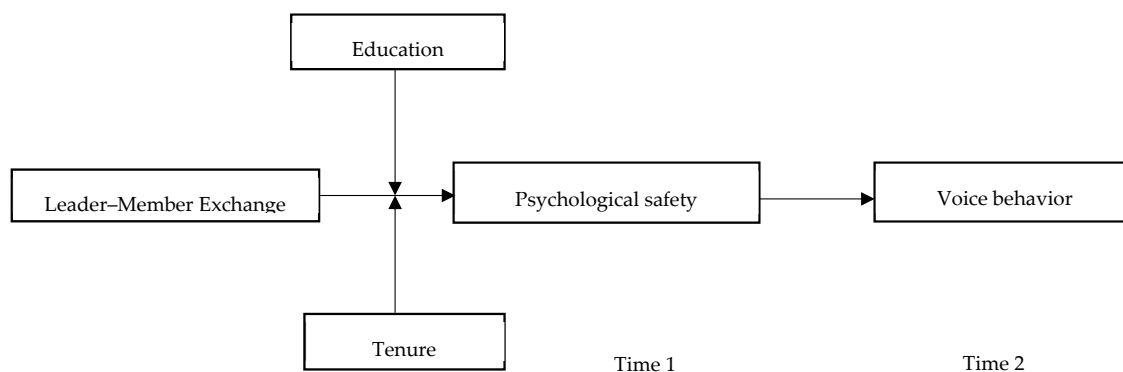 Education
Leader–Member Exchange
Psychological safety
Voice behavior
Tenure
Time 1
Time 2